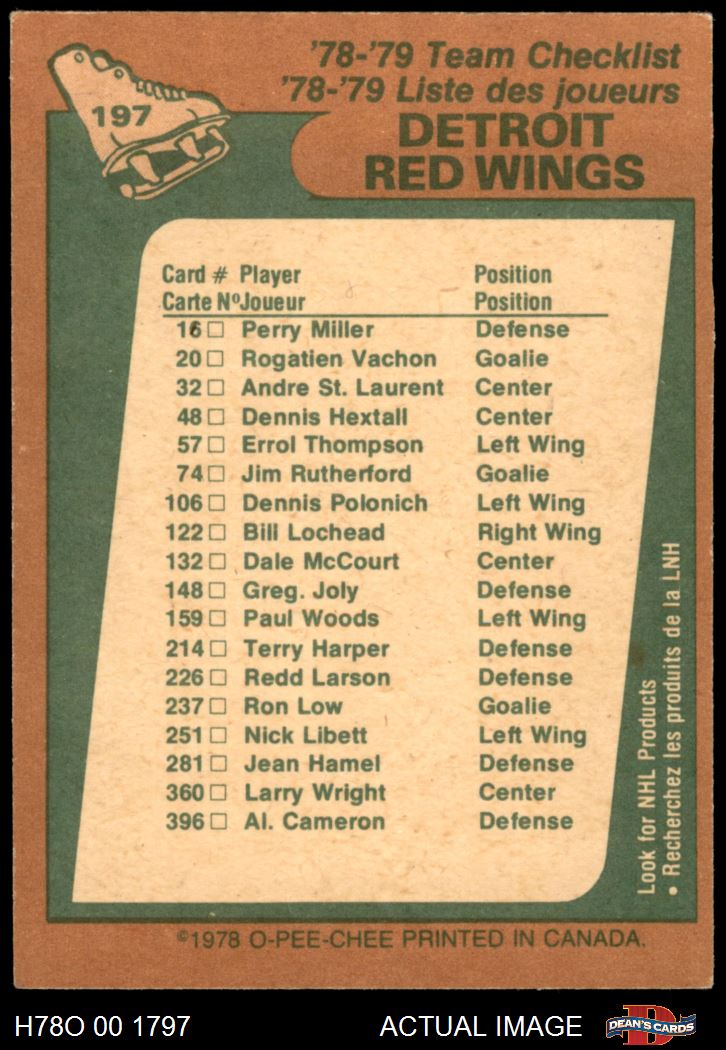 '78-'79 Team Checklist
'78-'79 Liste des joueurs
197
DETROIT
RED WINGS
Card # Player Position
Carte Nº Joueur Position
16 □ Perry Miller Defense
20 □ Rogatien Vachon Goalie
32 □ Andre St. Laurent Center
48 □ Dennis Hextall Center
57 □ Errol Thompson Left Wing
74 □ Jim Rutherford Goalie
106 □ Dennis Polonich Left Wing
122 □ Bill Lochead Right Wing
132 □ Dale McCourt Center
148 □ Greg. Joly Defense
159 □ Paul Woods Left Wing
214 □ Terry Harper Defense
226 □ Redd Larson Defense
237 □ Ron Low Goalie
251 □ Nick Libett Left Wing
281 □ Jean Hamel Defense
360 □ Larry Wright Center
396 □ Al. Cameron Defense
Look for NHL Products
• Recherchez les produits de la LNH
©1978 O-PEE-CHEE PRINTED IN CANADA.
H78O 00 1797 ACTUAL IMAGE D DEAN'S CARDS